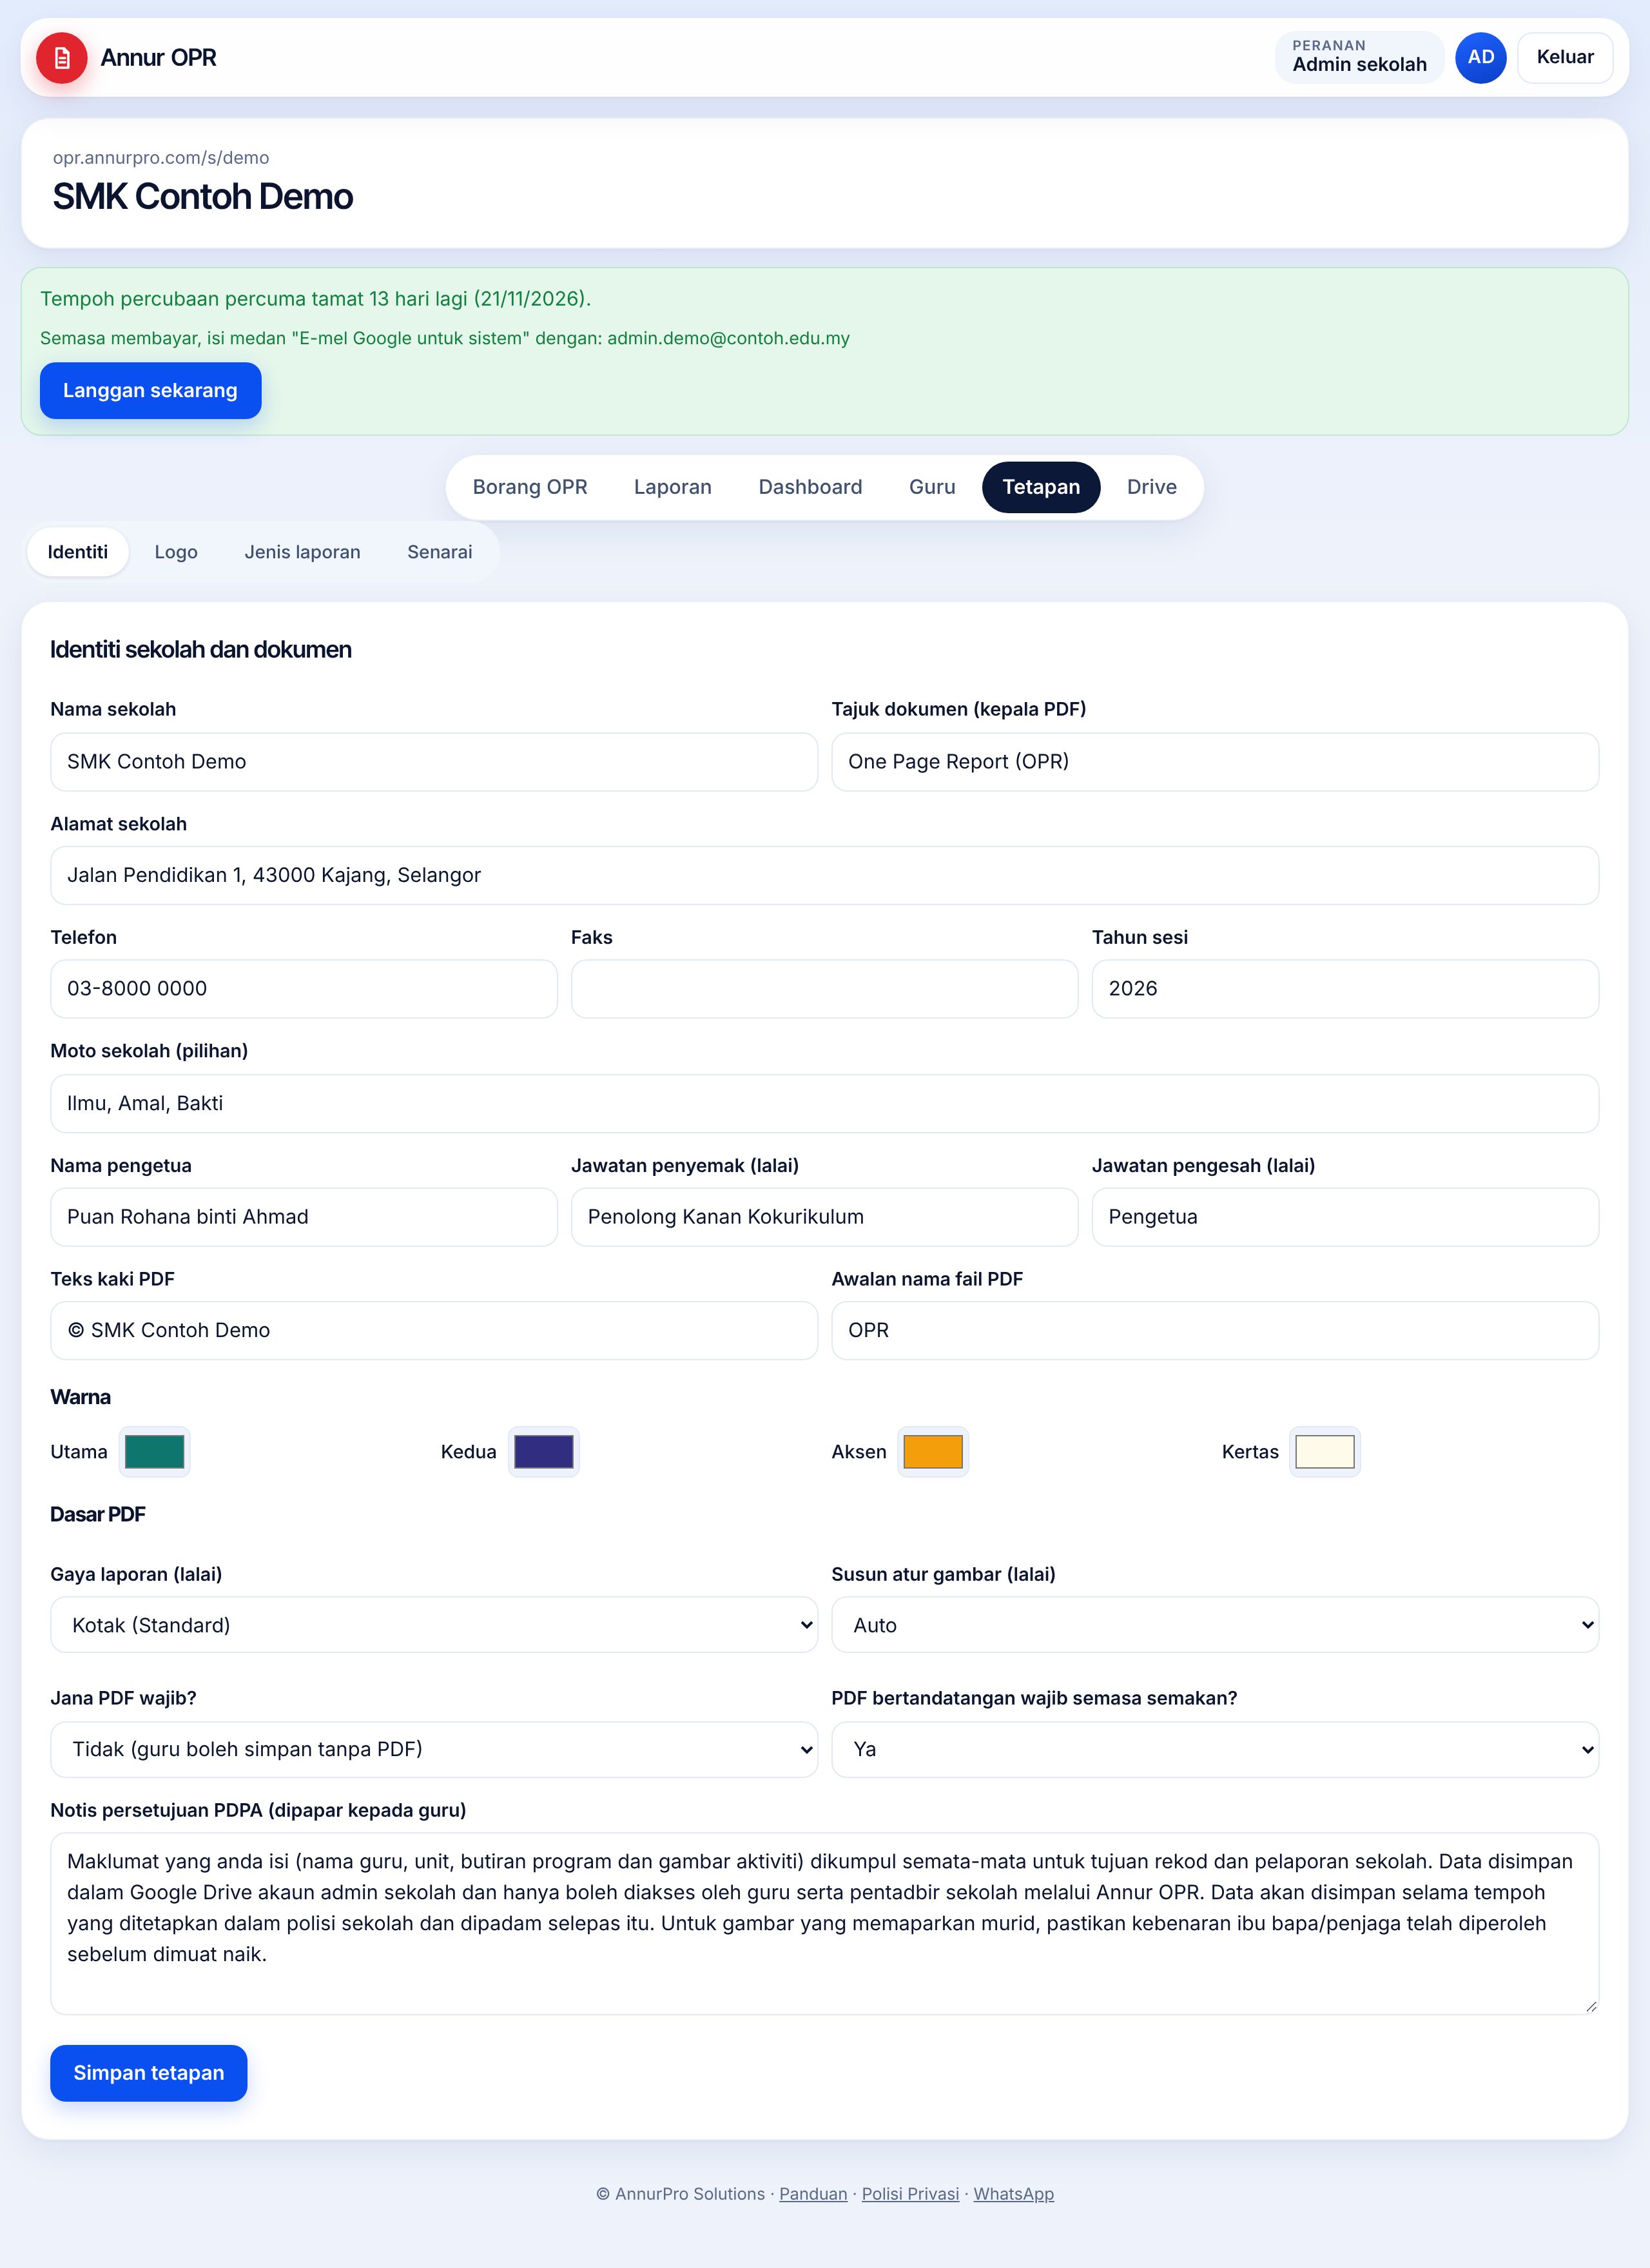 Annur OPR
PERANAN
Admin sekolah
AD
Keluar
opr.annurpro.com/s/demo
SMK Contoh Demo
Tempoh percubaan percuma tamat 13 hari lagi (21/11/2026).
Semasa membayar, isi medan "E-mel Google untuk sistem" dengan: admin.demo@contoh.edu.my
Langgan sekarang
Borang OPR
Laporan
Dashboard
Guru
Tetapan
Drive
Identiti
Logo
Jenis laporan
Senarai
Identiti sekolah dan dokumen
Nama sekolah
SMK Contoh Demo
Tajuk dokumen (kepala PDF)
One Page Report (OPR)
Alamat sekolah
Jalan Pendidikan 1, 43000 Kajang, Selangor
Telefon
03-8000 0000
Faks
Tahun sesi
2026
Moto sekolah (pilihan)
Ilmu, Amal, Bakti
Nama pengetua
Puan Rohana binti Ahmad
Jawatan penyemak (lalai)
Penolong Kanan Kokurikulum
Jawatan pengesah (lalai)
Pengetua
Teks kaki PDF
© SMK Contoh Demo
Awalan nama fail PDF
OPR
Warna
Utama
Kedua
Aksen
Kertas
Dasar PDF
Gaya laporan (lalai)
Kotak (Standard)
Susun atur gambar (lalai)
Auto
Jana PDF wajib?
Tidak (guru boleh simpan tanpa PDF)
PDF bertandatangan wajib semasa semakan?
Ya
Notis persetujuan PDPA (dipapar kepada guru)
Maklumat yang anda isi (nama guru, unit, butiran program dan gambar aktiviti) dikumpul semata-mata untuk tujuan rekod dan pelaporan sekolah. Data disimpan
dalam Google Drive akaun admin sekolah dan hanya boleh diakses oleh guru serta pentadbir sekolah melalui Annur OPR. Data akan disimpan selama tempoh
yang ditetapkan dalam polisi sekolah dan dipadam selepas itu. Untuk gambar yang memaparkan murid, pastikan kebenaran ibu bapa/penjaga telah diperoleh
sebelum dimuat naik.
Simpan tetapan
© AnnurPro Solutions · Panduan · Polisi Privasi · WhatsApp